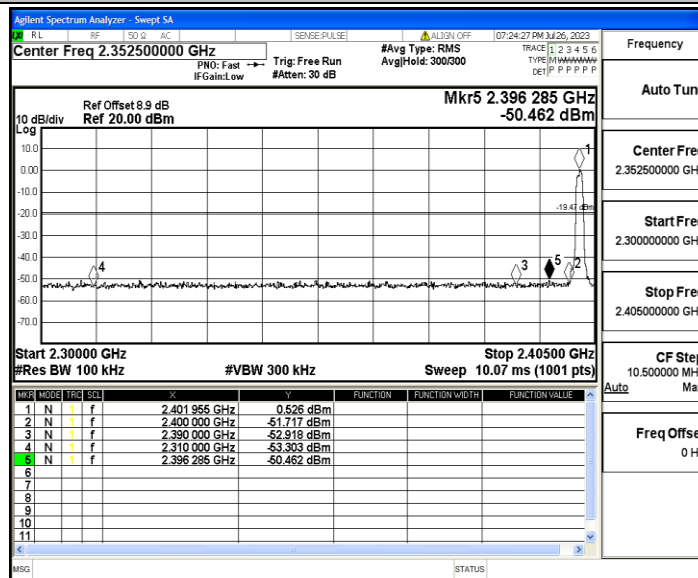 Agilent Spectrum Analyzer - Swept SA
RL RF 50 Ω AC SENSE:PULSE ALIGN OFF 07:24:27 PM Jul 26, 2023
Center Freq 2.352500000 GHz
PNO: Fast
IFGain:Low
Trig: Free Run
#Atten: 30 dB
#Avg Type: RMS
Avg|Hold: 300/300
TRACE 1 2 3 4 5 6
TYPE MWWWWW
DET P P P P P P
Mkr5 2.396 285 GHz
-50.462 dBm
Ref Offset 8.9 dB
10 dB/div Ref 20.00 dBm
Log
10.0
0.00
-10.0
-20.0
-30.0
-40.0
-50.0
-60.0
-70.0
-19.47 dBm
1
2
3
4
5
Start 2.30000 GHz Stop 2.40500 GHz
#Res BW 100 kHz #VBW 300 kHz Sweep 10.07 ms (1001 pts)
MKR MODE TRC SCL X Y FUNCTION FUNCTION WIDTH FUNCTION VALUE
1 N 1 f 2.401 955 GHz 0.526 dBm
2 N 1 f 2.400 000 GHz -51.717 dBm
3 N 1 f 2.390 000 GHz -52.918 dBm
4 N 1 f 2.310 000 GHz -53.303 dBm
5 N 1 f 2.396 285 GHz -50.462 dBm
6
7
8
9
10
11
MSG STATUS
Frequency
Auto Tun
Center Fre
2.352500000 GH
Start Fre
2.300000000 GH
Stop Fre
2.405000000 GH
CF Step
10.500000 MH
Auto Ma
Freq Offse
0 H